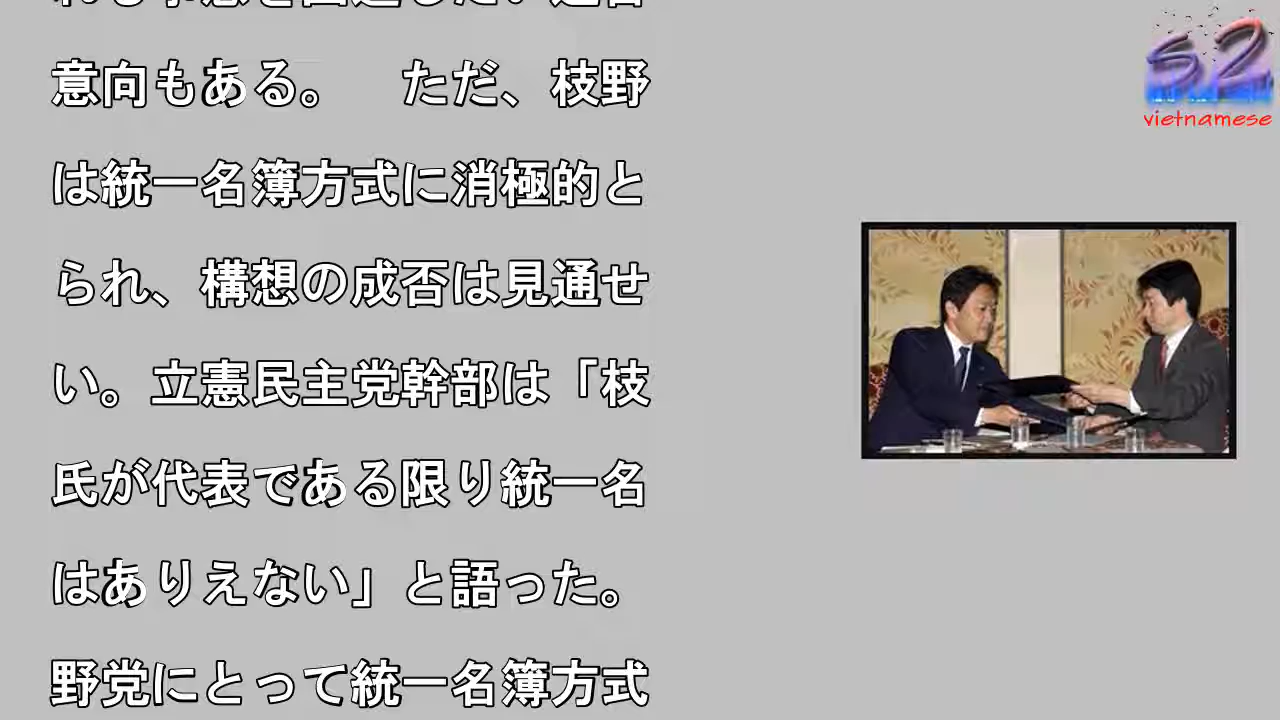 意向もある。　ただ、枝野
は統一名簿方式に消極的と
られ、構想の成否は見通せ
い。立憲民主党幹部は「枝
氏が代表である限り統一名
はありえない」と語った。
野党にとって統一名簿方式
S2
vietnamese